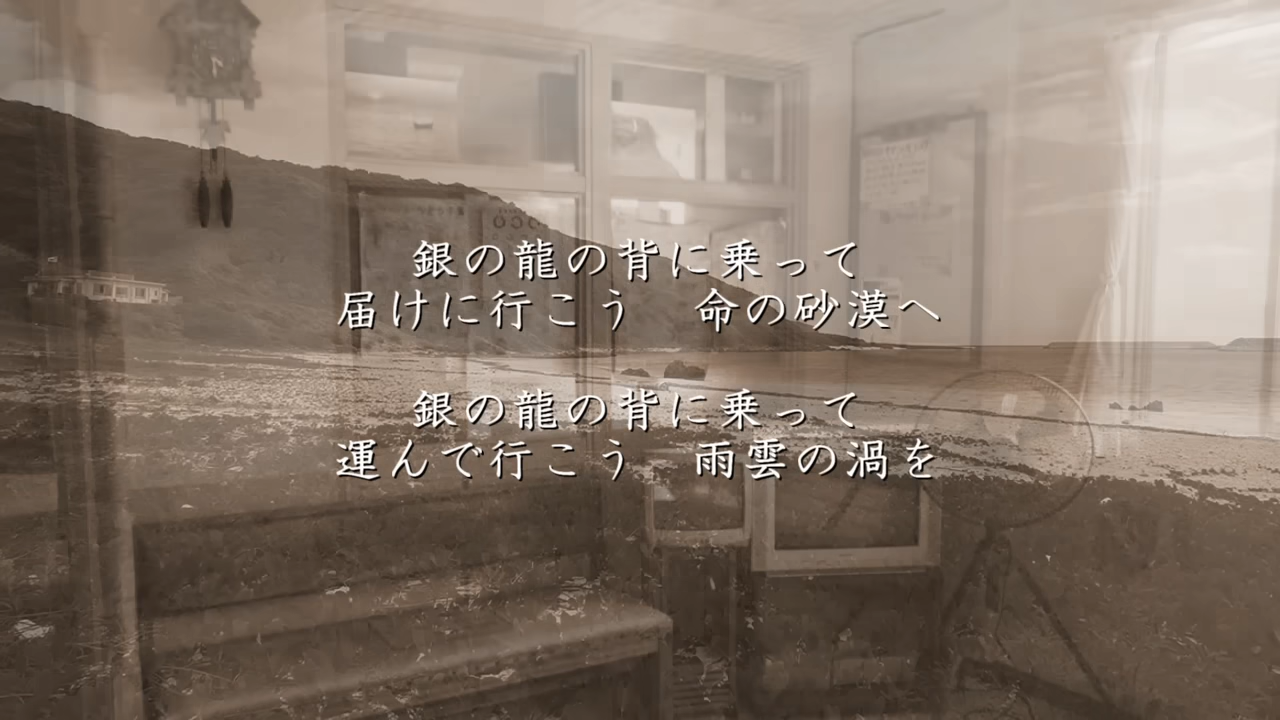 銀の龍の背に乗って
届けに行こう　命の砂漠へ
銀の龍の背に乗って
運んで行こう　雨雲の渦を